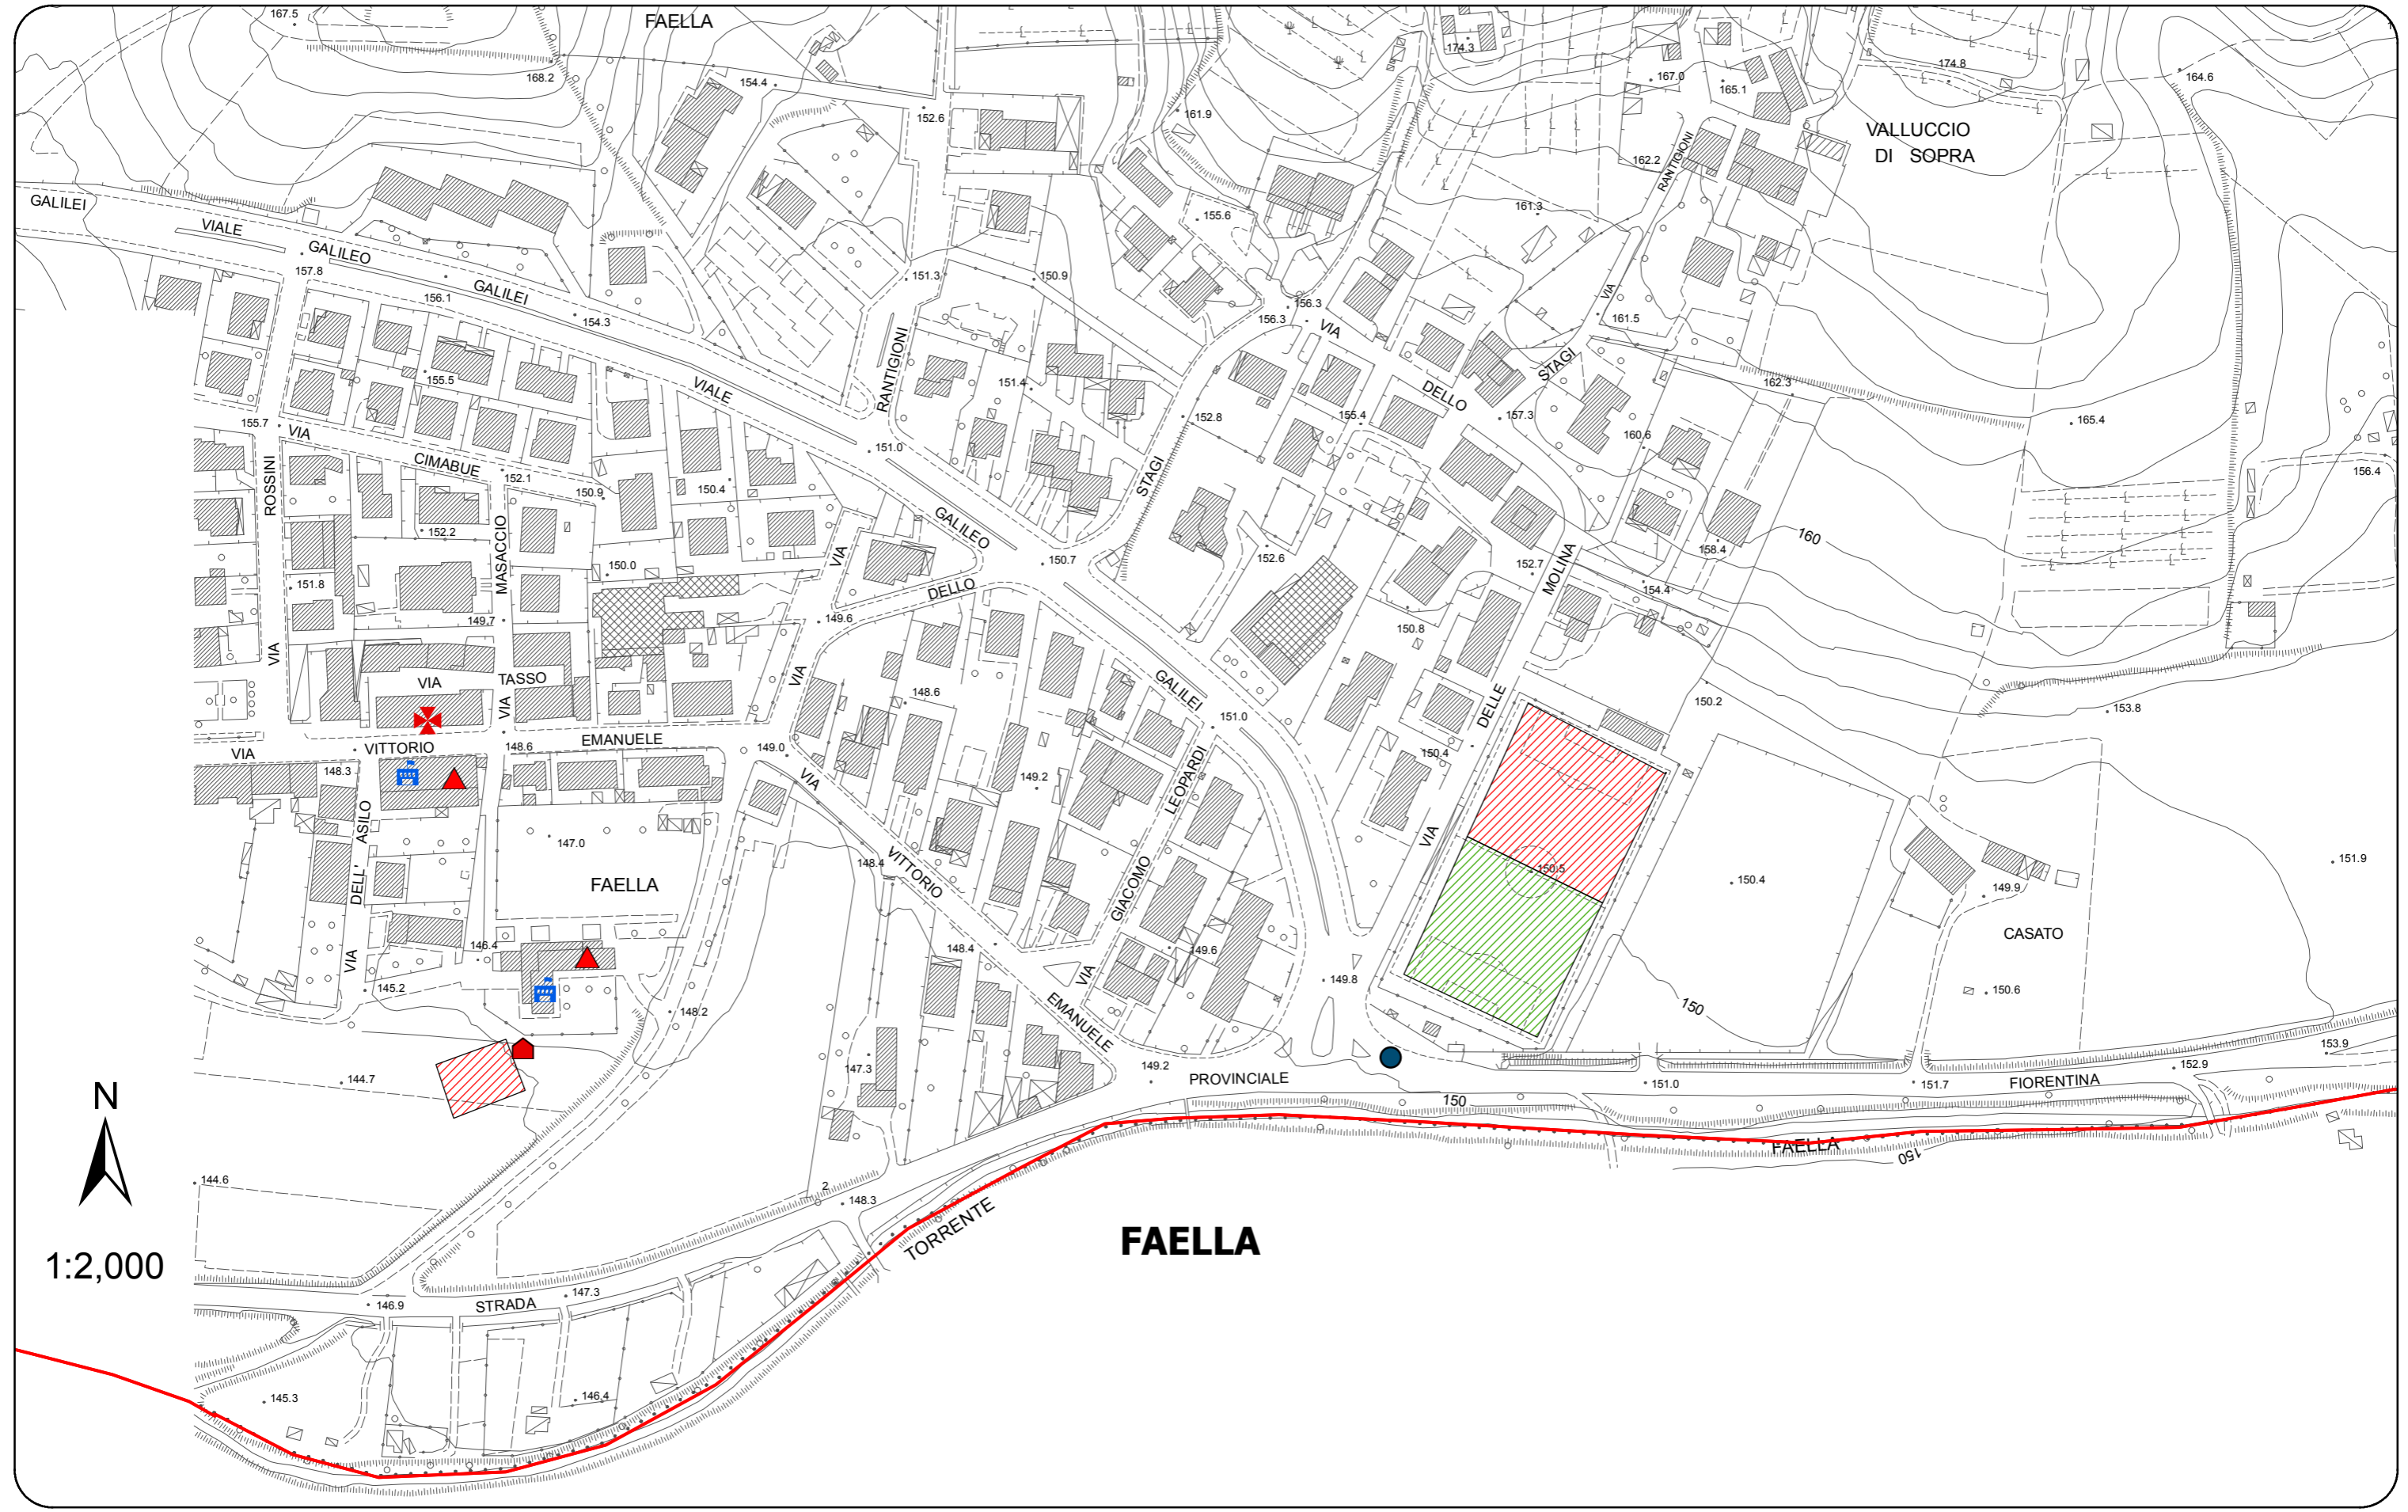 167.5
FAELLA
174.3
168.2
154.4
167.0
174.8
164.6
165.1
152.6
161.9
VALLUCCIO
DI SOPRA
162.2
RANTIGIONI
GALILEI
VIALE
GALILEO
155.6
161.3
157.8
GALILEI
151.3
150.9
156.1
154.3
156.3
156.3
VIA
VIA
161.5
RANTIGIONI
STAGI
155.5
VIALE
151.4
DELLO
162.3
155.7
VIA
152.8
155.4
157.3
165.4
160.6
CIMABUE
151.0
152.1
150.9
150.4
STAGI
156.4
ROSSINI
GALILEO
152.2
MASACCIO
VIA
160
158.4
150.7
152.6
152.7
MOLINA
150.0
151.8
DELLO
154.4
149.7
149.6
150.8
VIA
VIA
TASSO
VIA
VIA
148.6
GALILEI
DELLE
150.2
153.8
151.0
VIA
VITTORIO
148.6
EMANUELE
149.0
150.4
148.3
VIA
149.2
LEOPARDI
ASILO
147.0
VIA
148.4
VITTORIO
151.9
150.5
150.4
FAELLA
DELL'
GIACOMO
149.9
CASATO
146.4
148.4
149.6
VIA
VIA
149.8
145.2
150.6
148.2
EMANUELE
150
153.9
147.3
149.2
PROVINCIALE
152.9
N
144.7
151.0
151.7
FIORENTINA
150
FAELLA
150
144.6
2
148.3
TORRENTE
FAELLA
1:2,000
147.3
146.9
STRADA
145.3
146.4